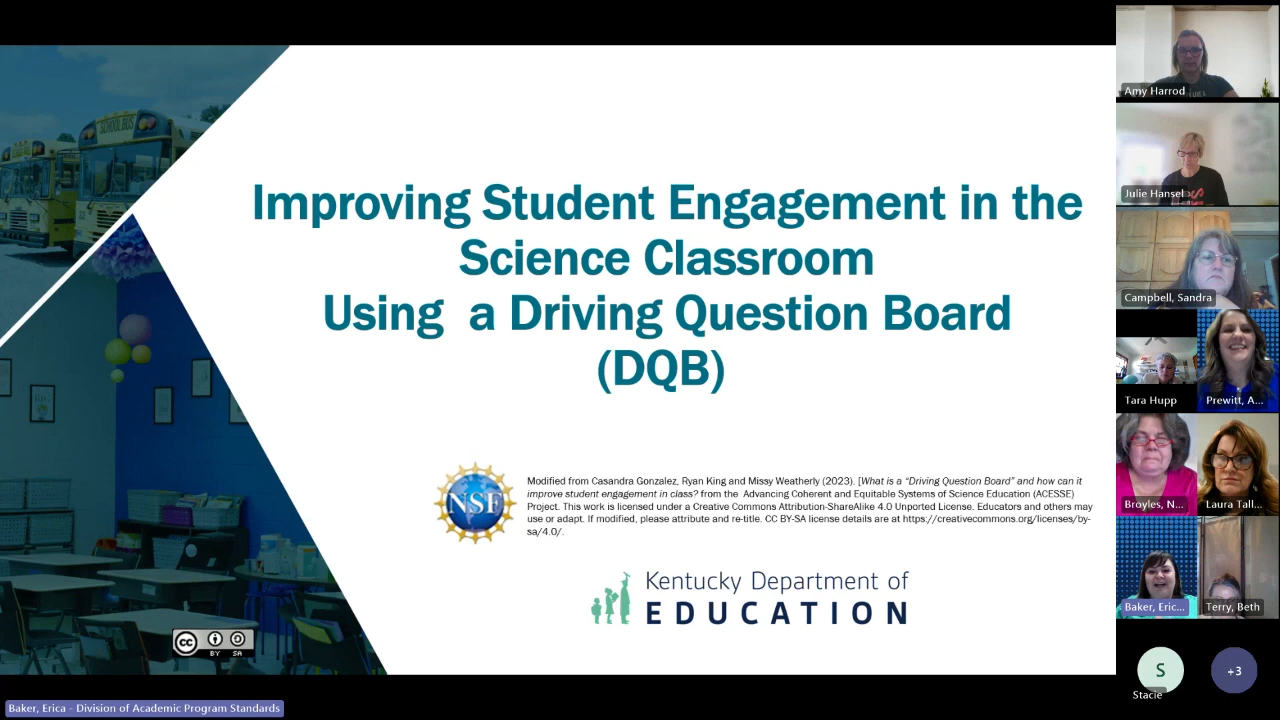 SCHOOL BUS
Improving Student Engagement in the
Science Classroom
Using a Driving Question Board
(DQB)
NSF
Modified from Casandra Gonzalez, Ryan King and Missy Weatherly (2023). [What is a “Driving Question Board” and how can it
improve student engagement in class? from the Advancing Coherent and Equitable Systems of Science Education (ACESSE)
Project. This work is licensed under a Creative Commons Attribution-ShareAlike 4.0 Unported License. Educators and others may
use or adapt. If modified, please attribute and re-title. CC BY-SA license details are at https://creativecommons.org/licenses/by-
sa/4.0/.
Kentucky Department of
EDUCATION
cc
BY SA
Baker, Erica - Division of Academic Program Standards
Amy Harrod
Julie Hansel
Campbell, Sandra
Tara Hupp
Prewitt, A...
Broyles, N...
Laura Tall...
Baker, Eric...
Terry, Beth
S
Stacie
+3